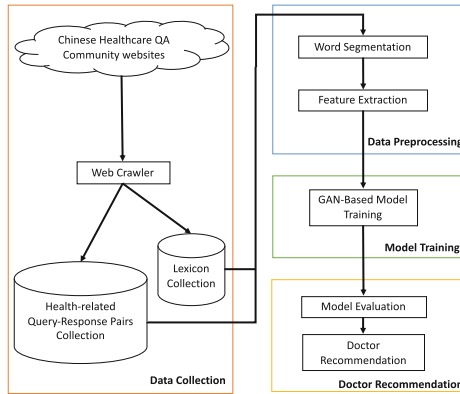 Chinese Healthcare QA
Community websites
Web Crawler
Lexicon
Collection
Health-related
Query-Response Pairs
Collection
Data Collection
Word Segmentation
Feature Extraction
Data Preprocessing
GAN-Based Model
Training
Model Training
Model Evaluation
Doctor
Recommendation
Doctor Recommendation